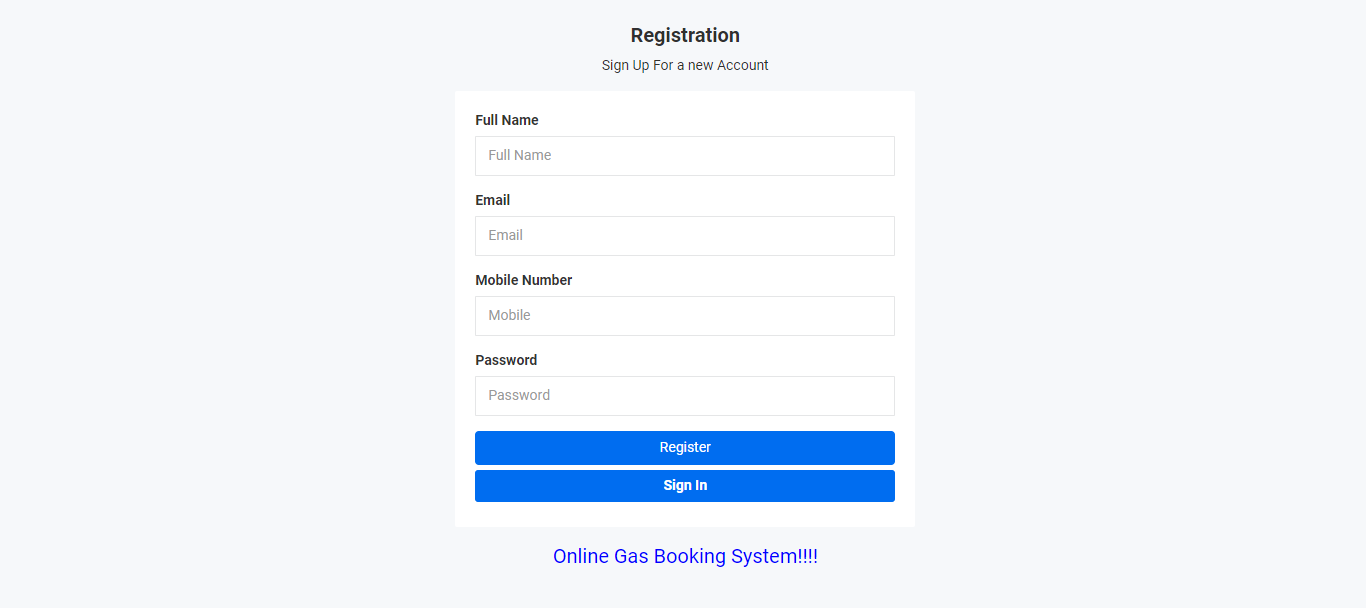 Registration
Sign Up For a new Account
Full Name
Full Name
Email
Email
Mobile Number
Mobile
Password
Password
Register
Sign In
Online Gas Booking System!!!!